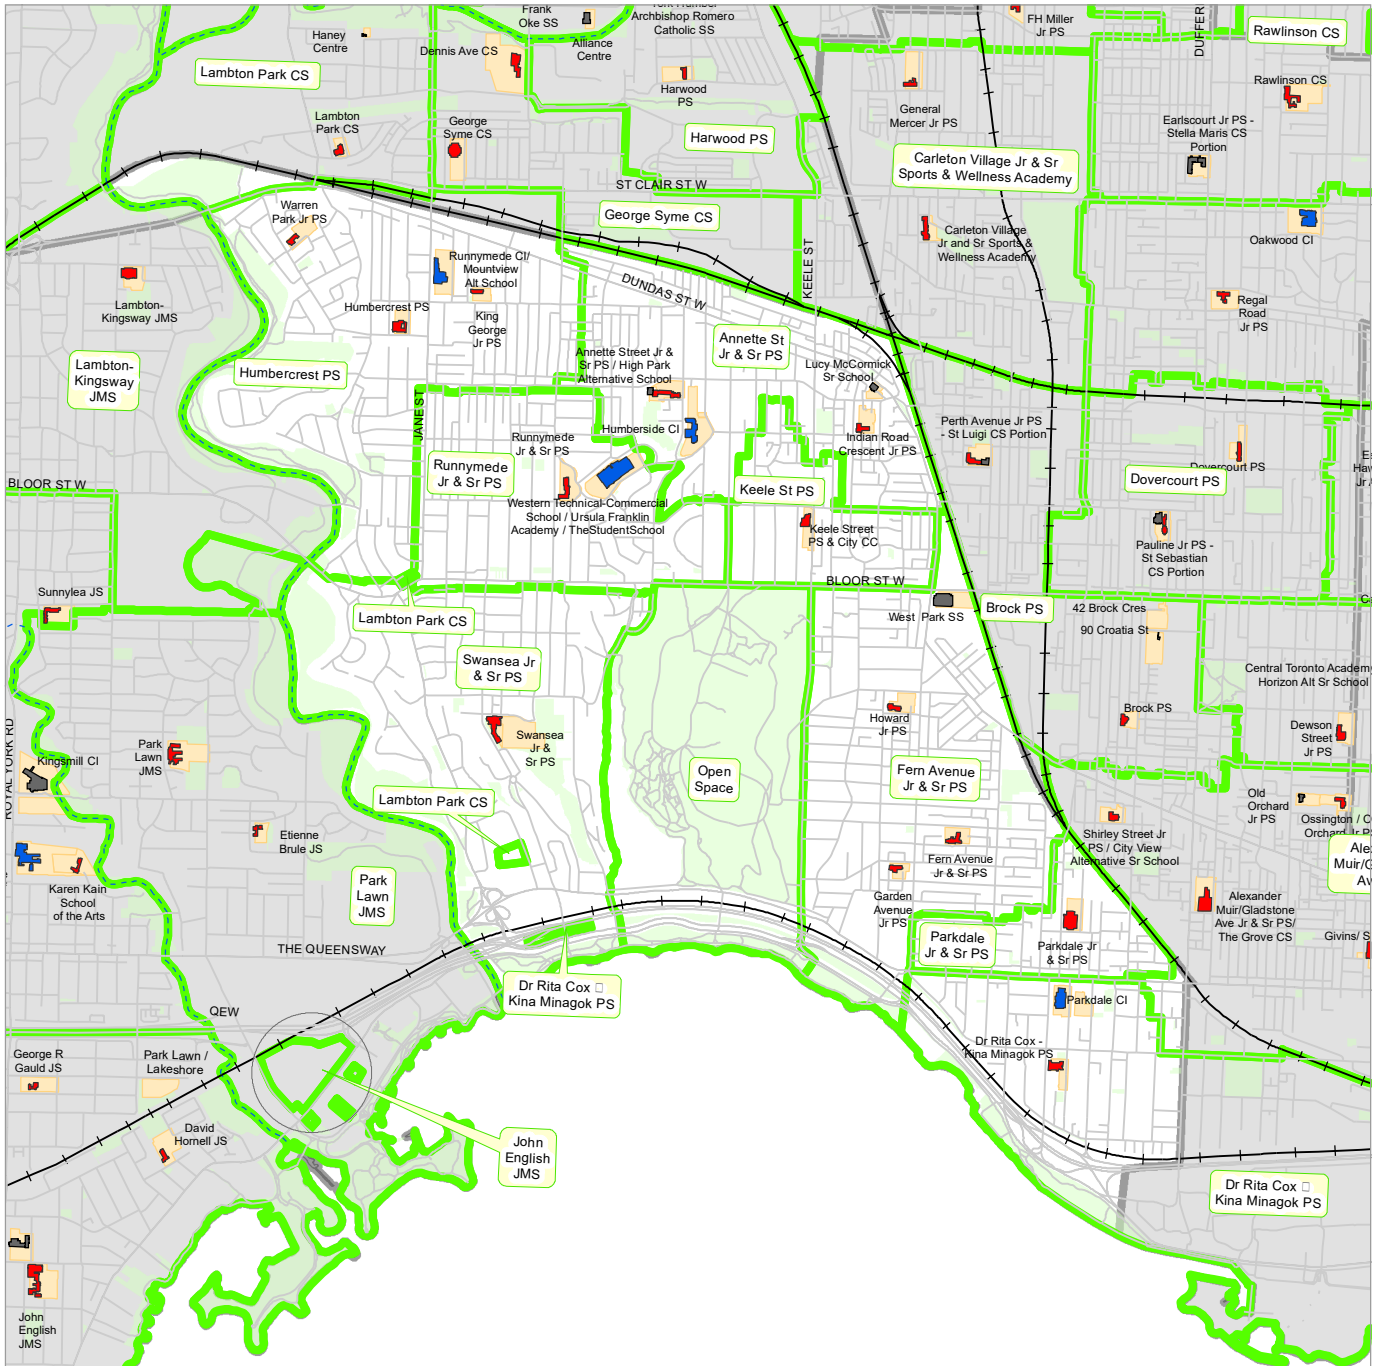 Frank
Oke SS
Alliance
Centre
Archbishop Romero
Catholic SS
FH Miller
Jr PS
DUFFER
Rawlinson CS
Haney
Centre
Dennis Ave CS
Lambton Park CS
Harwood
PS
General
Mercer Jr PS
Rawlinson CS
Earlscourt Jr PS -
Stella Maris CS
Portion
Lambton
Park CS
George
Syme CS
Harwood PS
Carleton Village Jr & Sr
Sports & Wellness Academy
ST CLAIR ST W
George Syme CS
Warren
Park Jr PS
Carleton Village
Jr and Sr Sports &
Wellness Academy
Oakwood CI
Runnymede CI/
Mountview
Alt School
KEELE ST
DUNDAS ST W
Lambton-
Kingsway JMS
Humbercrest PS
King
George
Jr PS
Regal
Road
Jr PS
Annette St
Jr & Sr PS
Lambton-
Kingsway
JMS
Humbercrest PS
Annette Street Jr &
Sr PS / High Park
Alternative School
Lucy McCormick
Sr School
JANE ST
Runnymede
Jr & Sr PS
Humberside CI
Indian Road
Crescent Jr PS
Perth Avenue Jr PS
- St Luigi CS Portion
Runnymede
Jr & Sr PS
Dovercourt PS
Dovercourt PS
BLOOR ST W
Keele St PS
Western Technical-Commercial
School / Ursula Franklin
Academy / TheStudentSchool
Keele Street
PS & City CC
Pauline Jr PS -
St Sebastian
CS Portion
Sunnylea JS
BLOOR ST W
Lambton Park CS
West Park SS
Brock PS
42 Brock Cres
90 Croatia St
Swansea Jr
& Sr PS
Central Toronto Academ
Horizon Alt Sr School
ROYAL YORK RD
Kingsmill CI
Park
Lawn
JMS
Swansea
Jr &
Sr PS
Howard
Jr PS
Brock PS
Dewson
Street
Jr PS
Open
Space
Fern Avenue
Jr & Sr PS
Lambton Park CS
Old
Orchard
Jr PS
Ossington / O
Orchard Jr P
Etienne
Brule JS
Shirley Street Jr
PS / City View
Alternative Sr School
Fern Avenue
Jr & Sr PS
Alex
Muir/G
Av
Karen Kain
School
of the Arts
Park
Lawn
JMS
Garden
Avenue
Jr PS
Alexander
Muir/Gladstone
Ave Jr & Sr PS/
The Grove CS
Givins/ S
THE QUEENSWAY
Parkdale
Jr & Sr PS
Parkdale Jr
& Sr PS
Dr Rita Cox
Kina Minagok PS
Parkdale CI
QEW
George R
Gauld JS
Park Lawn /
Lakeshore
Dr Rita Cox -
Kina Minagok PS
David
Hornell JS
John
English
JMS
Dr Rita Cox
Kina Minagok PS
John
English
JMS